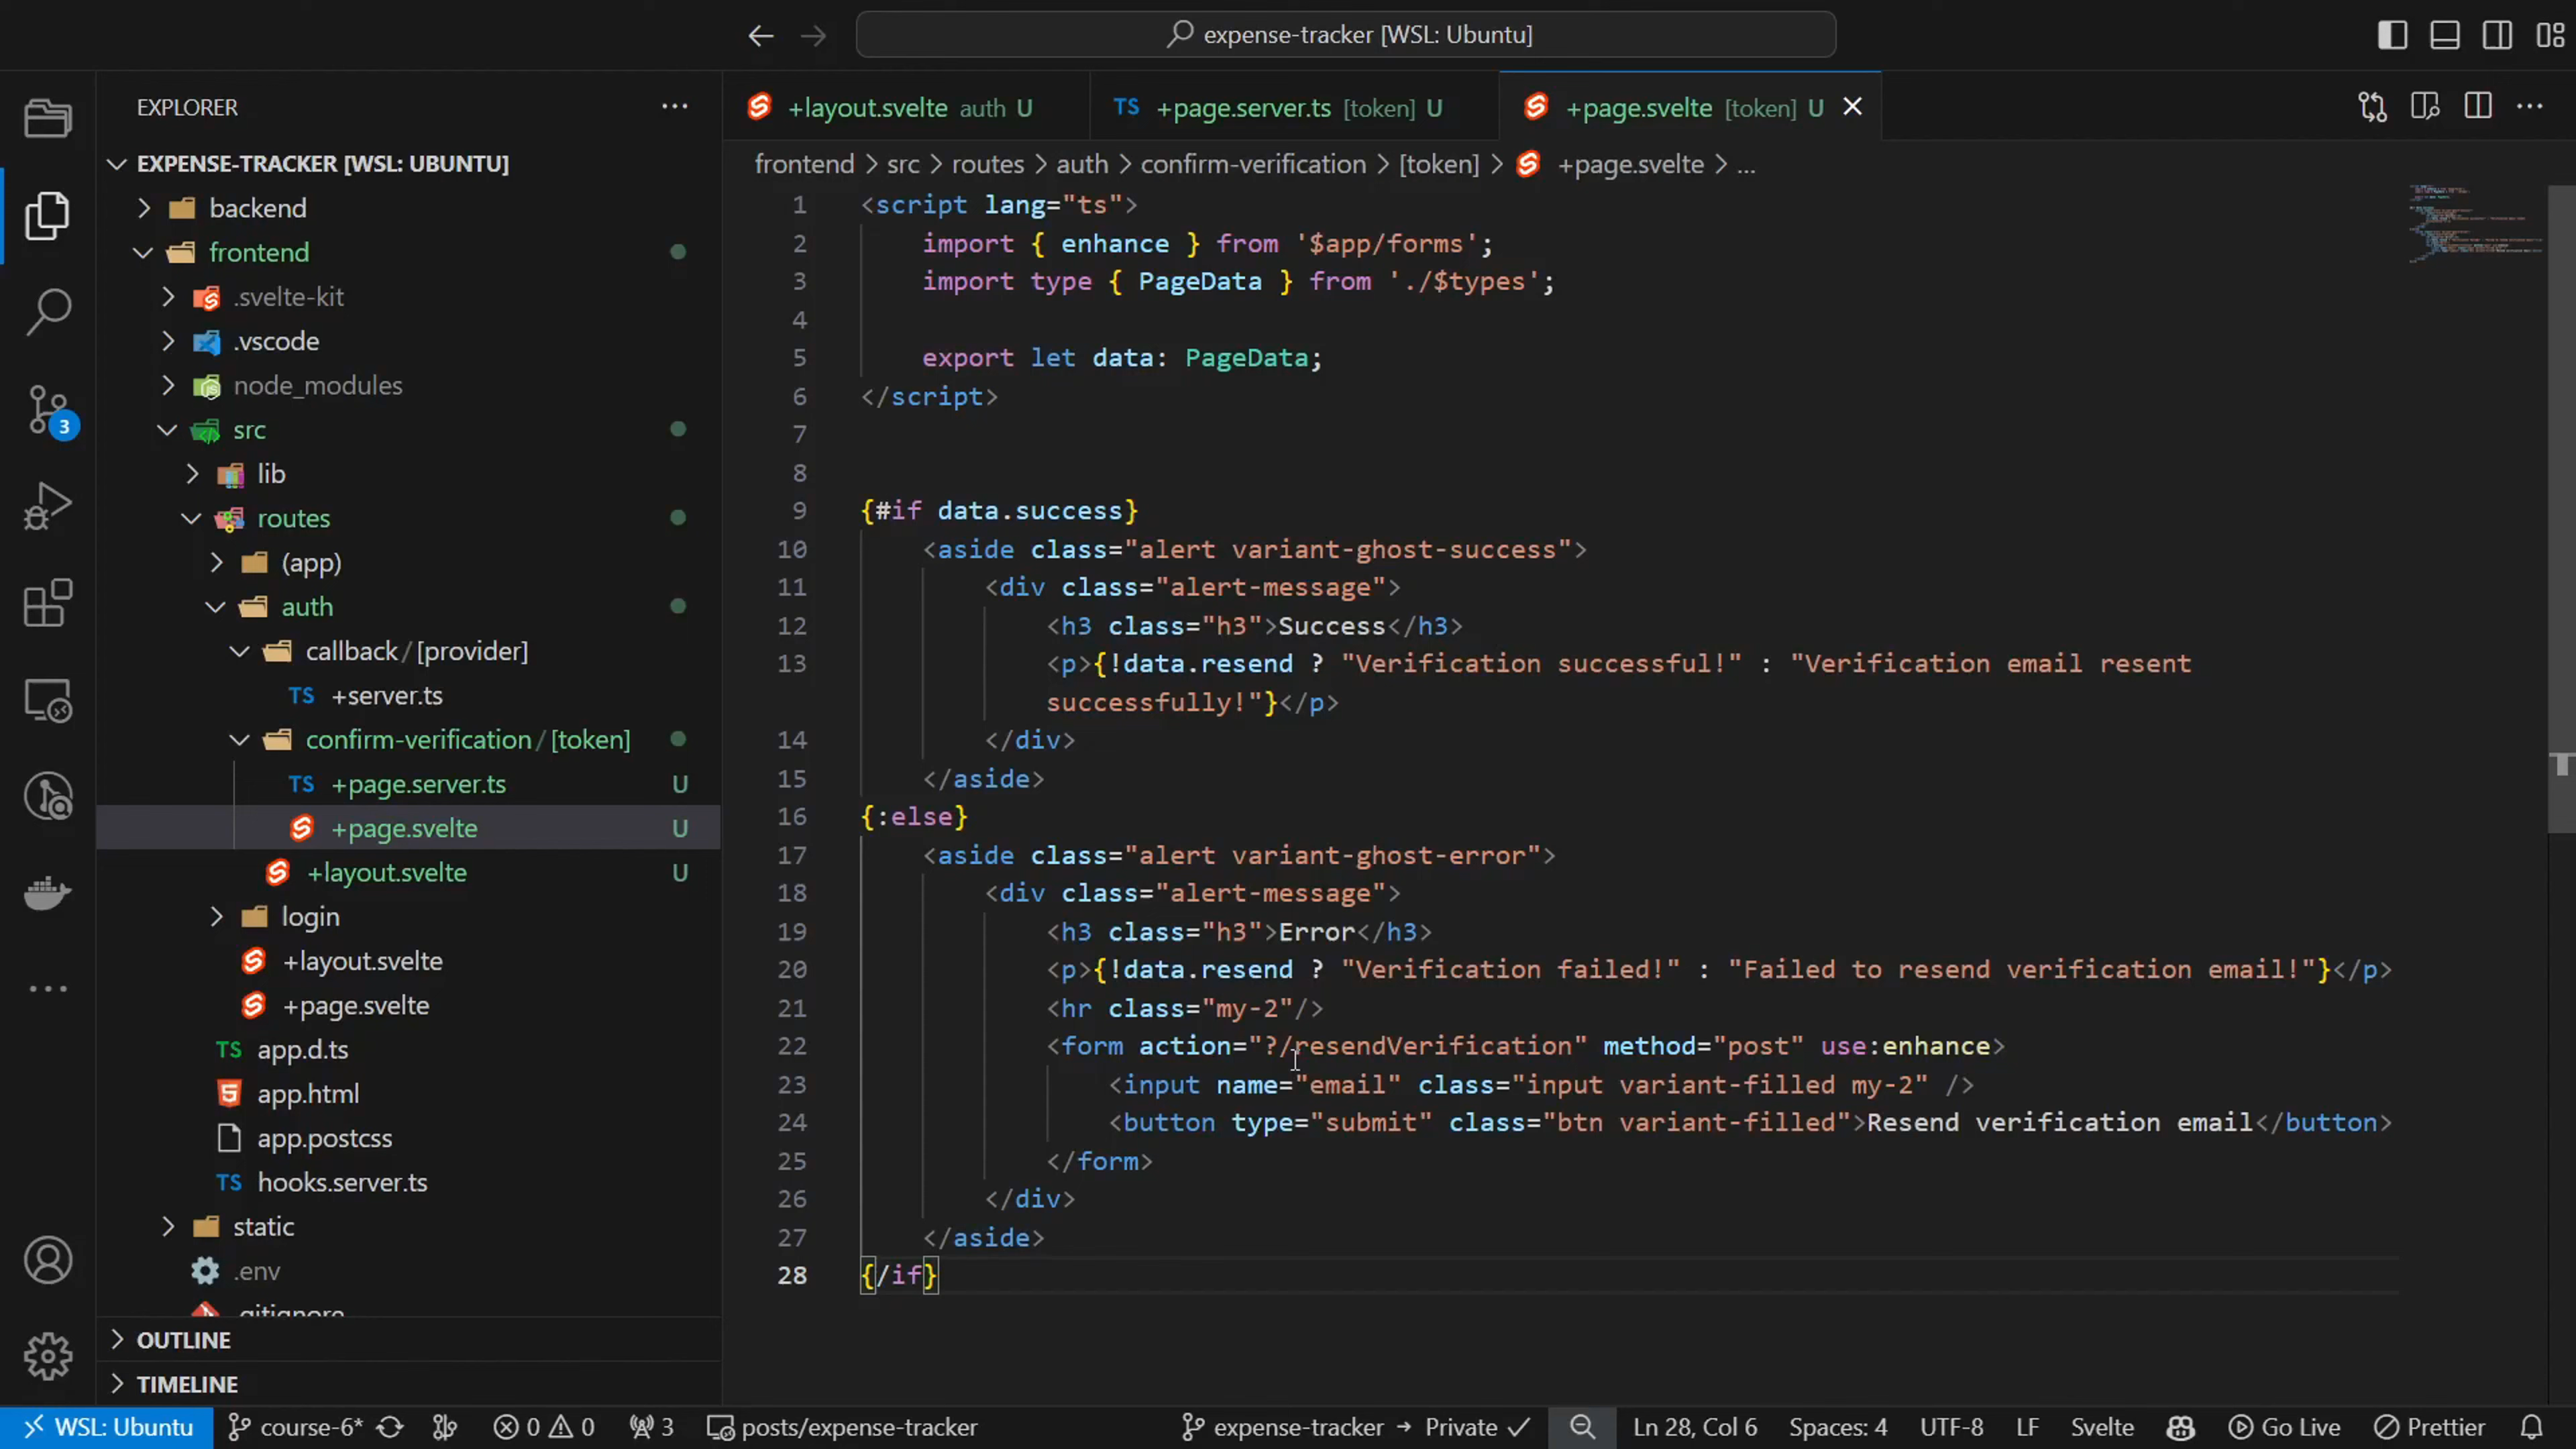 expense-tracker [WSL: Ubuntu]
EXPLORER
EXPENSE-TRACKER [WSL: UBUNTU]
backend
frontend
.svelte-kit
.vscode
node_modules
src
lib
routes
(app)
auth
callback / [provider]
TS +server.ts
confirm-verification / [token]
TS +page.server.ts U
+page.svelte U
+layout.svelte U
login
+layout.svelte
+page.svelte
TS app.d.ts
app.html
app.postcss
TS hooks.server.ts
static
.env
.gitignore
OUTLINE
TIMELINE
3
+layout.svelte auth U
TS +page.server.ts [token] U
+page.svelte [token] U
frontend > src > routes > auth > confirm-verification > [token] > +page.svelte > ...
1 <script lang="ts">
2 import { enhance } from '$app/forms';
3 import type { PageData } from './$types';
4
5 export let data: PageData;
6 </script>
7
8
9 {#if data.success}
10 <aside class="alert variant-ghost-success">
11 <div class="alert-message">
12 <h3 class="h3">Success</h3>
13 <p>{!data.resend ? "Verification successful!" : "Verification email resent
successfully!"}</p>
14 </div>
15 </aside>
16 {:else}
17 <aside class="alert variant-ghost-error">
18 <div class="alert-message">
19 <h3 class="h3">Error</h3>
20 <p>{!data.resend ? "Verification failed!" : "Failed to resend verification email!"}</p>
21 <hr class="my-2"/>
22 <form action="?/resendVerification" method="post" use:enhance>
23 <input name="email" class="input variant-filled my-2" />
24 <button type="submit" class="btn variant-filled">Resend verification email</button>
25 </form>
26 </div>
27 </aside>
28 {/if}
WSL: Ubuntu course-6* 0 0 3 posts/expense-tracker expense-tracker → Private ✓ Ln 28, Col 6 Spaces: 4 UTF-8 LF Svelte Go Live Prettier